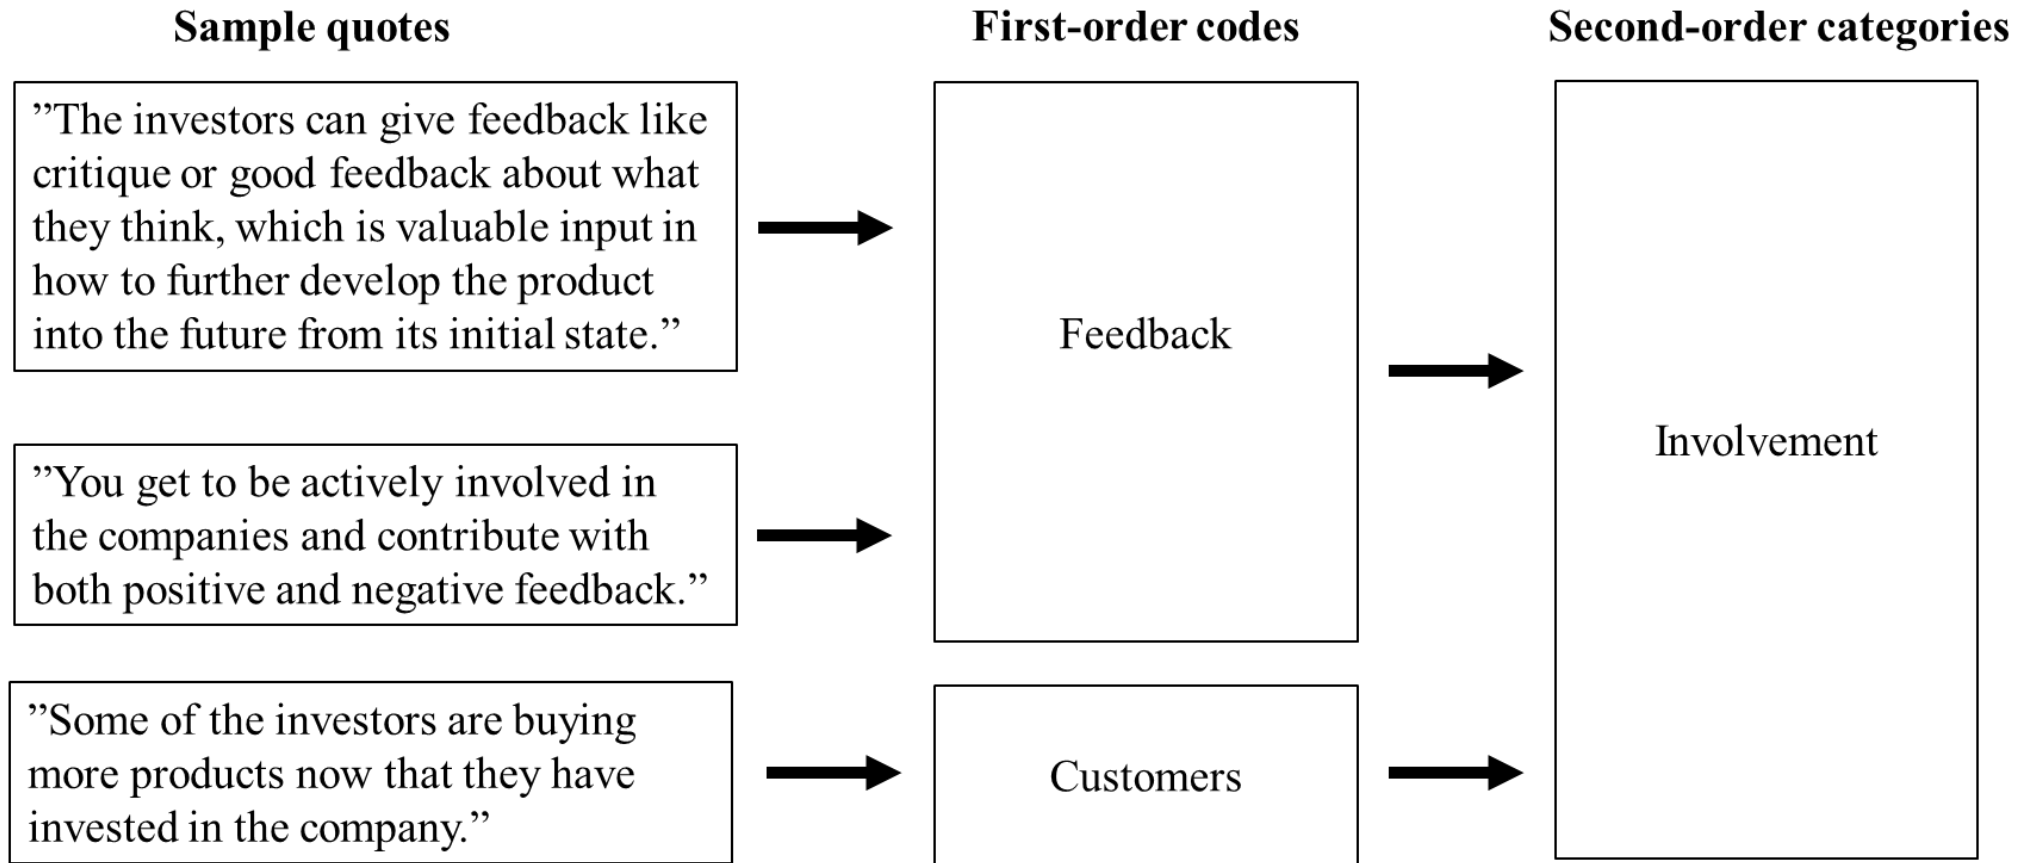 Sample quotes
First-order codes
Second-order categories
”The investors can give feedback like
critique or good feedback about what
they think, which is valuable input in
how to further develop the product
into the future from its initial state.”
Feedback
Involvement
”You get to be actively involved in
the companies and contribute with
both positive and negative feedback.”
”Some of the investors are buying
more products now that they have
invested in the company.”
Customers